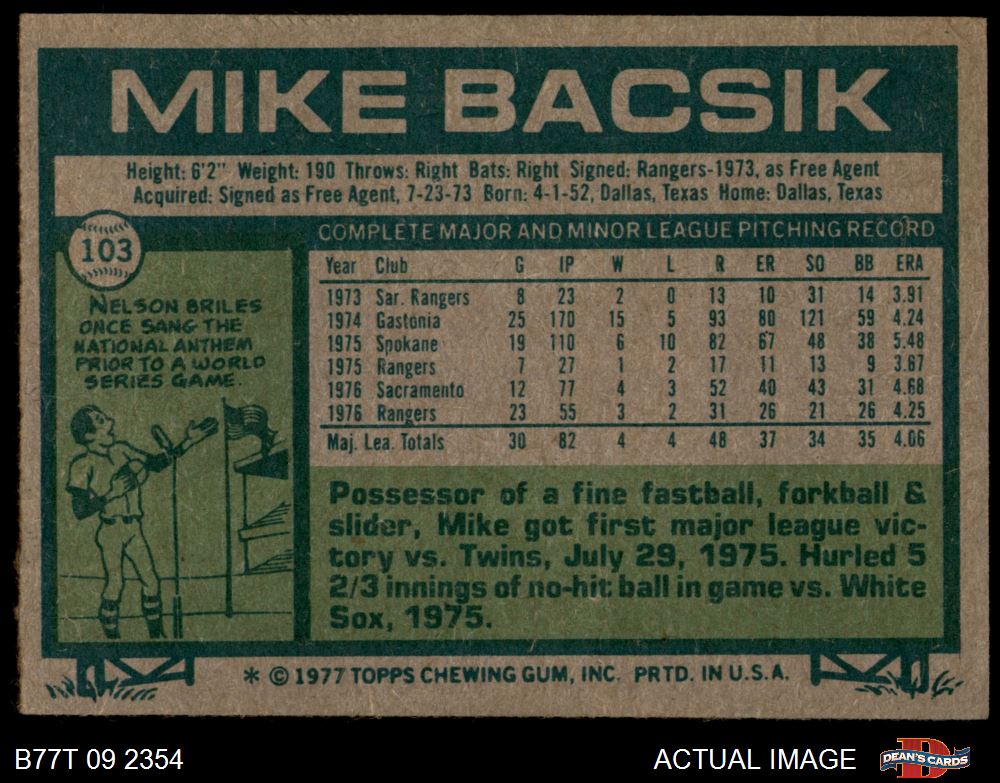 MIKE BACSIK
Height: 6'2" Weight: 190 Throws: Right Bats: Right Signed: Rangers-1973, as Free Agent
Acquired: Signed as Free Agent, 7-23-73 Born: 4-1-52, Dallas, Texas Home: Dallas, Texas
103
NELSON BRILES
ONCE SANG THE
NATIONAL ANTHEM
PRIOR TO A WORLD
SERIES GAME.
COMPLETE MAJOR AND MINOR LEAGUE PITCHING RECORD
Year Club G IP W L R ER SO BB ERA
1973 Sar. Rangers 8 23 2 0 13 10 31 14 3.91
1974 Gastonia 25 170 15 5 93 80 121 59 4.24
1975 Spokane 19 110 6 10 82 67 48 38 5.48
1975 Rangers 7 27 1 2 17 11 13 9 3.67
1976 Sacramento 12 77 4 3 52 40 43 31 4.68
1976 Rangers 23 55 3 2 31 26 21 26 4.25
Maj. Lea. Totals 30 82 4 4 48 37 34 35 4.06
Possessor of a fine fastball, forkball &
slider, Mike got first major league vic-
tory vs. Twins, July 29, 1975. Hurled 5
2/3 innings of no-hit ball in game vs. White
Sox, 1975.
* © 1977 TOPPS CHEWING GUM, INC. PRTD. IN U.S.A.
B77T 09 2354
ACTUAL IMAGE
DEAN'S CARDS